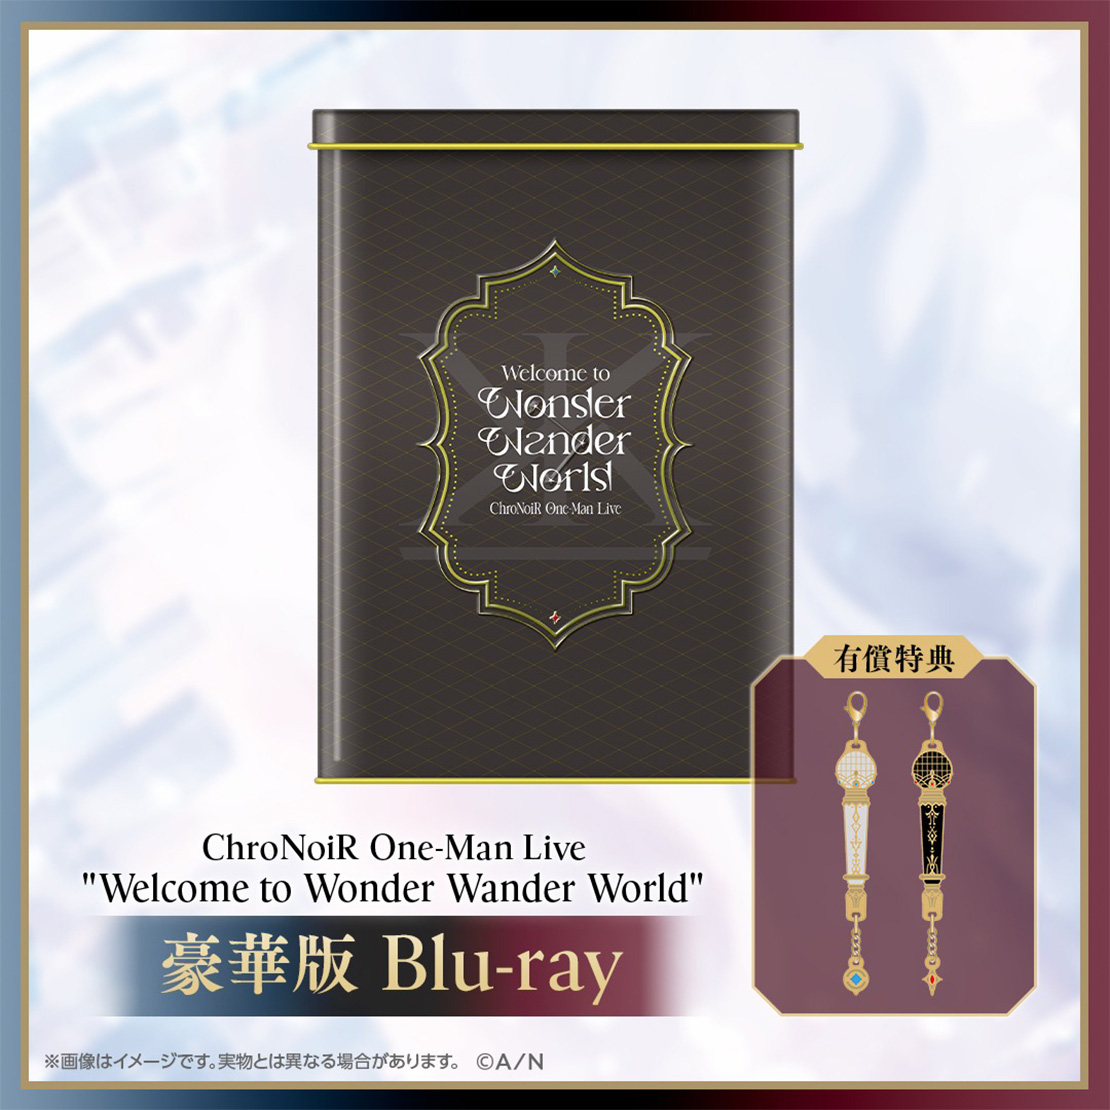 Welcome to
Wonder
Wander
World
ChroNoiR One-Man Live
有償特典
ChroNoiR One-Man Live
"Welcome to Wonder Wander World"
豪華版 Blu-ray
※画像はイメージです。実物とは異なる場合があります。 ©A/N